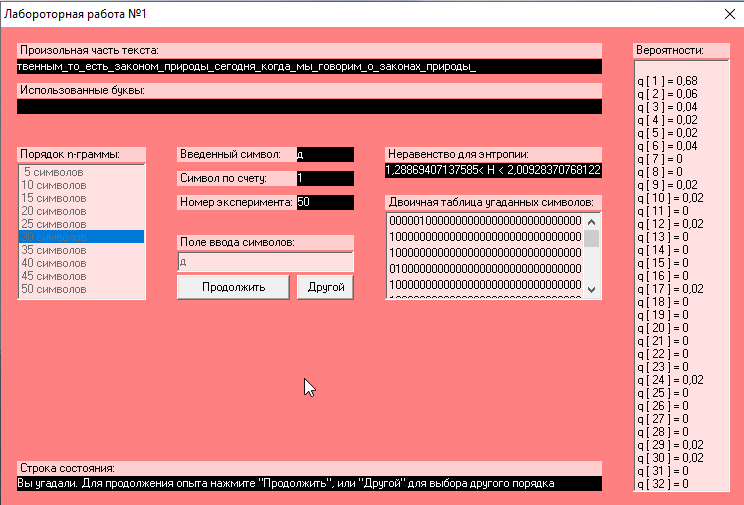 Лабороторная работа №1
Произольная часть текста:
твенным_то_есть_законом_природы_сегодня_когда_мы_говорим_о_законах_природы_
Использованные буквы:
Порядок n-граммы:
5 символов
10 символов
15 символов
20 символов
25 символов
30 символов
35 символов
40 символов
45 символов
50 символов
Введенный символ: д
Символ по счету: 1
Номер эксперимента: 50
Поле ввода символов:
д
Продолжить
Другой
Неравенство для энтропии:
1,28869407137585< H < 2,00928370768122
Двоичная таблица угаданных символов:
00000100000000000000000000000000
10000000000000000000000000000000
10000000000000000000000000000000
01000000000000000000000000000000
10000000000000000000000000000000
Вероятности:
q [ 1 ] = 0,68
q [ 2 ] = 0,06
q [ 3 ] = 0,04
q [ 4 ] = 0,02
q [ 5 ] = 0,02
q [ 6 ] = 0,04
q [ 7 ] = 0
q [ 8 ] = 0
q [ 9 ] = 0,02
q [ 10 ] = 0,02
q [ 11 ] = 0
q [ 12 ] = 0,02
q [ 13 ] = 0
q [ 14 ] = 0
q [ 15 ] = 0
q [ 16 ] = 0
q [ 17 ] = 0,02
q [ 18 ] = 0
q [ 19 ] = 0
q [ 20 ] = 0
q [ 21 ] = 0
q [ 22 ] = 0
q [ 23 ] = 0
q [ 24 ] = 0,02
q [ 25 ] = 0
q [ 26 ] = 0
q [ 27 ] = 0
q [ 28 ] = 0
q [ 29 ] = 0,02
q [ 30 ] = 0,02
q [ 31 ] = 0
q [ 32 ] = 0
Строка состояния:
Вы угадали. Для продолжения опыта нажмите "Продолжить", или "Другой" для выбора другого порядка